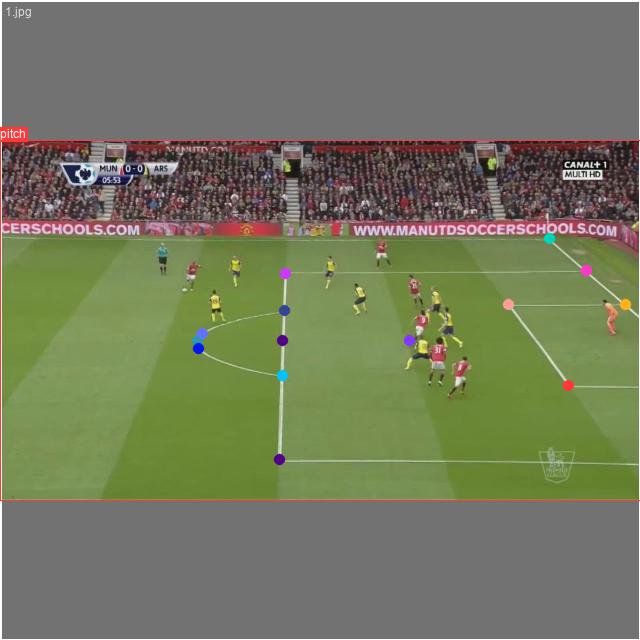 1.jpg
pitch
MUN 0-0 ARS
05:53
CANAL+ 1
MULTI HD
CERSCHOOLS.COM
WWW.MANUTDSOCCERSCHOOLS.COM